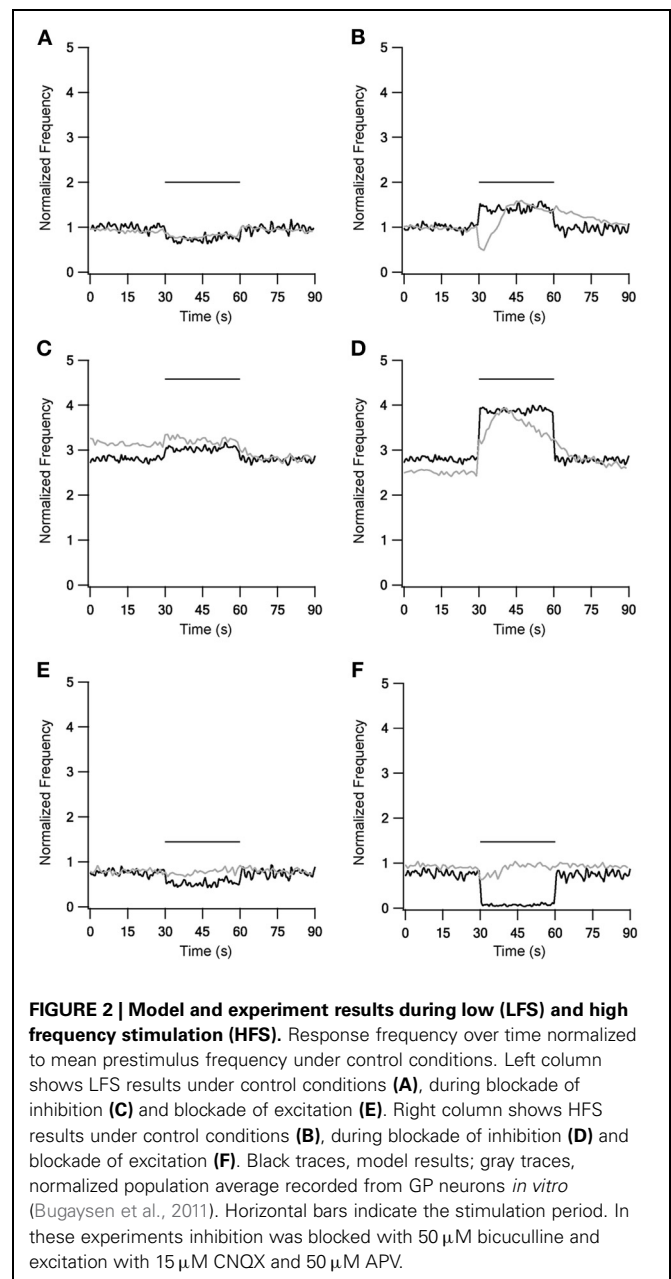 A
B
5
4
3
2
1
0
Normalized Frequency
0 15 30 45 60 75 90
Time (s)
5
4
3
2
1
0
Normalized Frequency
0 15 30 45 60 75 90
Time (s)
C
D
5
4
3
2
1
0
Normalized Frequency
0 15 30 45 60 75 90
Time (s)
5
4
3
2
1
0
Normalized Frequency
0 15 30 45 60 75 90
Time (s)
E
F
5
4
3
2
1
0
Normalized Frequency
0 15 30 45 60 75 90
Time (s)
5
4
3
2
1
0
Normalized Frequency
0 15 30 45 60 75 90
Time (s)
FIGURE 2 | Model and experiment results during low (LFS) and high
frequency stimulation (HFS). Response frequency over time normalized
to mean prestimulus frequency under control conditions. Left column
shows LFS results under control conditions (A), during blockade of
inhibition (C) and blockade of excitation (E). Right column shows HFS
results under control conditions (B), during blockade of inhibition (D) and
blockade of excitation (F). Black traces, model results; gray traces,
normalized population average recorded from GP neurons in vitro
(Bugaysen et al., 2011). Horizontal bars indicate the stimulation period. In
these experiments inhibition was blocked with 50 μM bicuculline and
excitation with 15 μM CNQX and 50 μM APV.